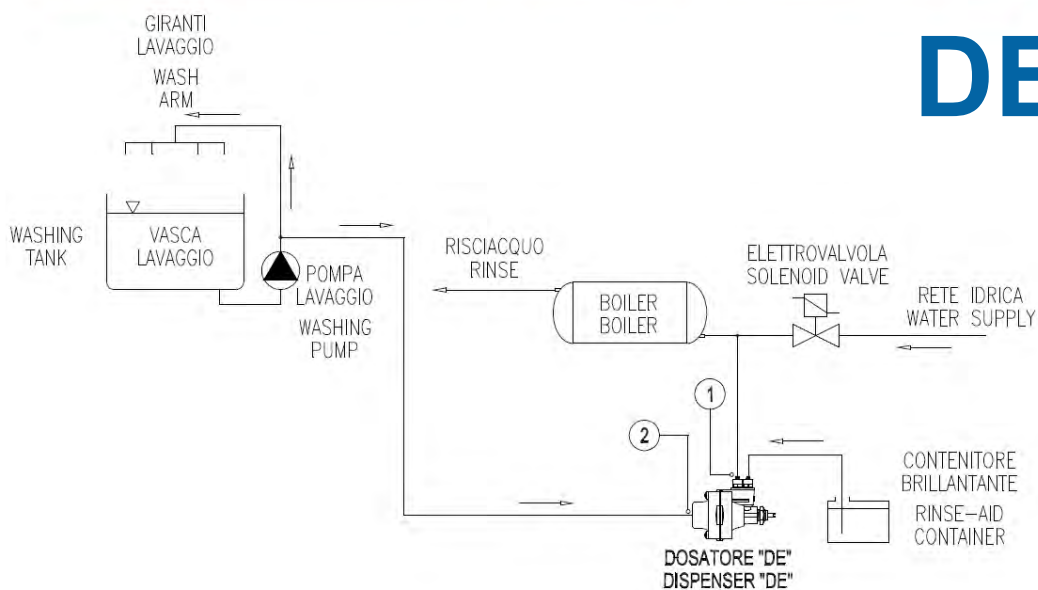 DE
GIRANTI
LAVAGGIO
WASH
ARM
WASHING
TANK
VASCA
LAVAGGIO
POMPA
LAVAGGIO
WASHING
PUMP
RISCIACQUO
RINSE
BOILER
BOILER
ELETTROVALVOLA
SOLENOID VALVE
RETE IDRICA
WATER SUPPLY
1
2
CONTENITORE
BRILLANTANTE
RINSE-AID
CONTAINER
DOSATORE "DE"
DISPENSER "DE"